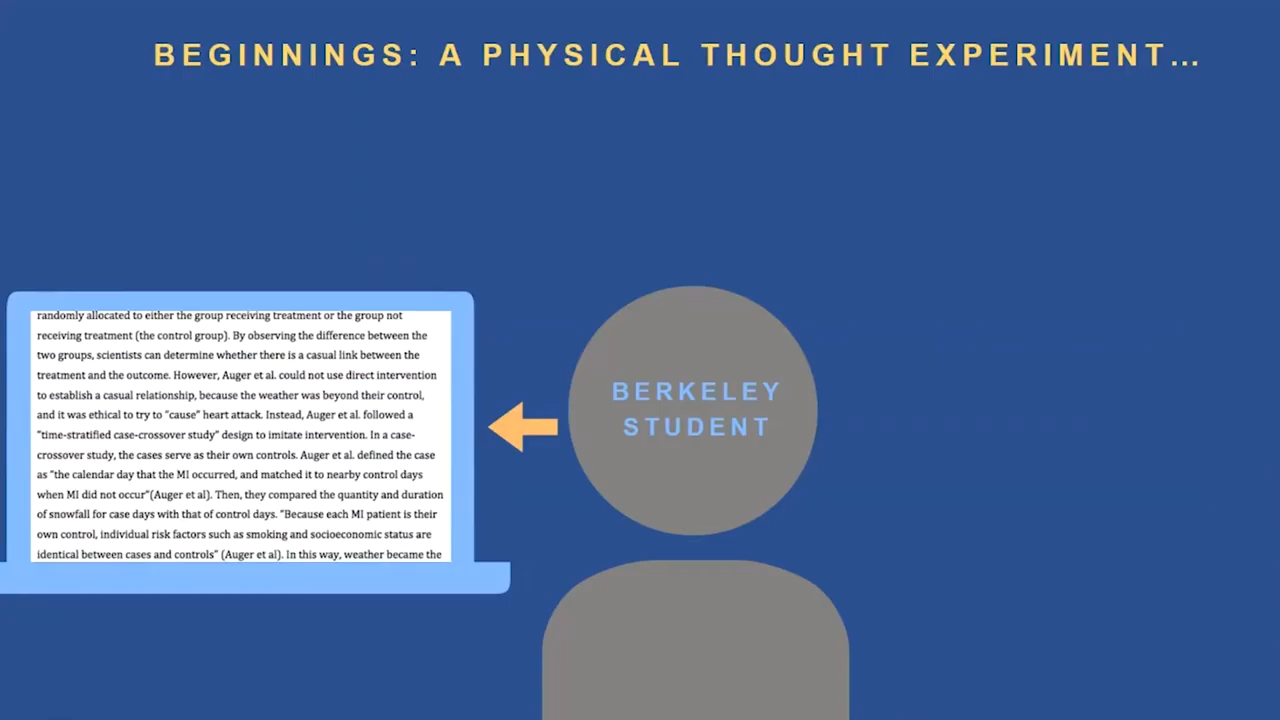 BEGINNINGS: A PHYSICAL THOUGHT EXPERIMENT...
randomly allocated to either the group receiving treatment or the group not
receiving treatment (the control group). By observing the difference between the
two groups, scientists can determine whether there is a casual link between the
treatment and the outcome. However, Auger et al. could not use direct intervention
to establish a casual relationship, because the weather was beyond their control,
and it was ethical to try to "cause" heart attack. Instead, Auger et al. followed a
"time-stratified case-crossover study" design to imitate intervention. In a case-
crossover study, the cases serve as their own controls. Auger et al. defined the case
as "the calendar day that the MI occurred, and matched it to nearby control days
when MI did not occur"(Auger et al). Then, they compared the quantity and duration
of snowfall for case days with that of control days. "Because each MI patient is their
own control, individual risk factors such as smoking and socioeconomic status are
identical between cases and controls" (Auger et al). In this way, weather became the
BERKELEY
STUDENT